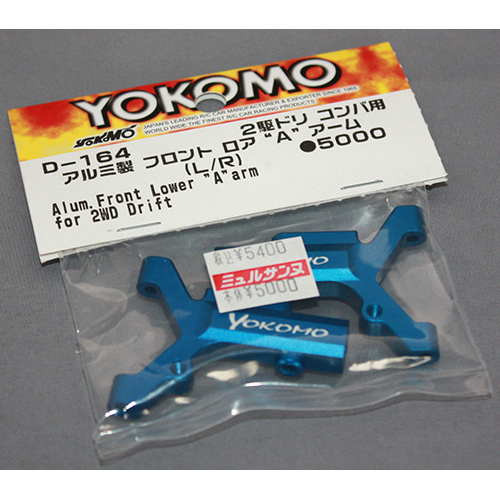 YOKOMO
JAPAN'S LEADING R/C CAR MANUFACTURER & EXPORTER SINCE 1965
WORLD WIDE THE FINEST R/C CAR RACING PRODUCTS
YOKOMO
D-164 2駆ドリ コンバ用
アルミ製 フロント ロア "A" アーム
(L/R) ●5000
Alum.Front Lower "A"arm
for 2WD Drift
税込¥5400
ミュルサンヌ
本体¥5000
YOKOMO
YOKOMO